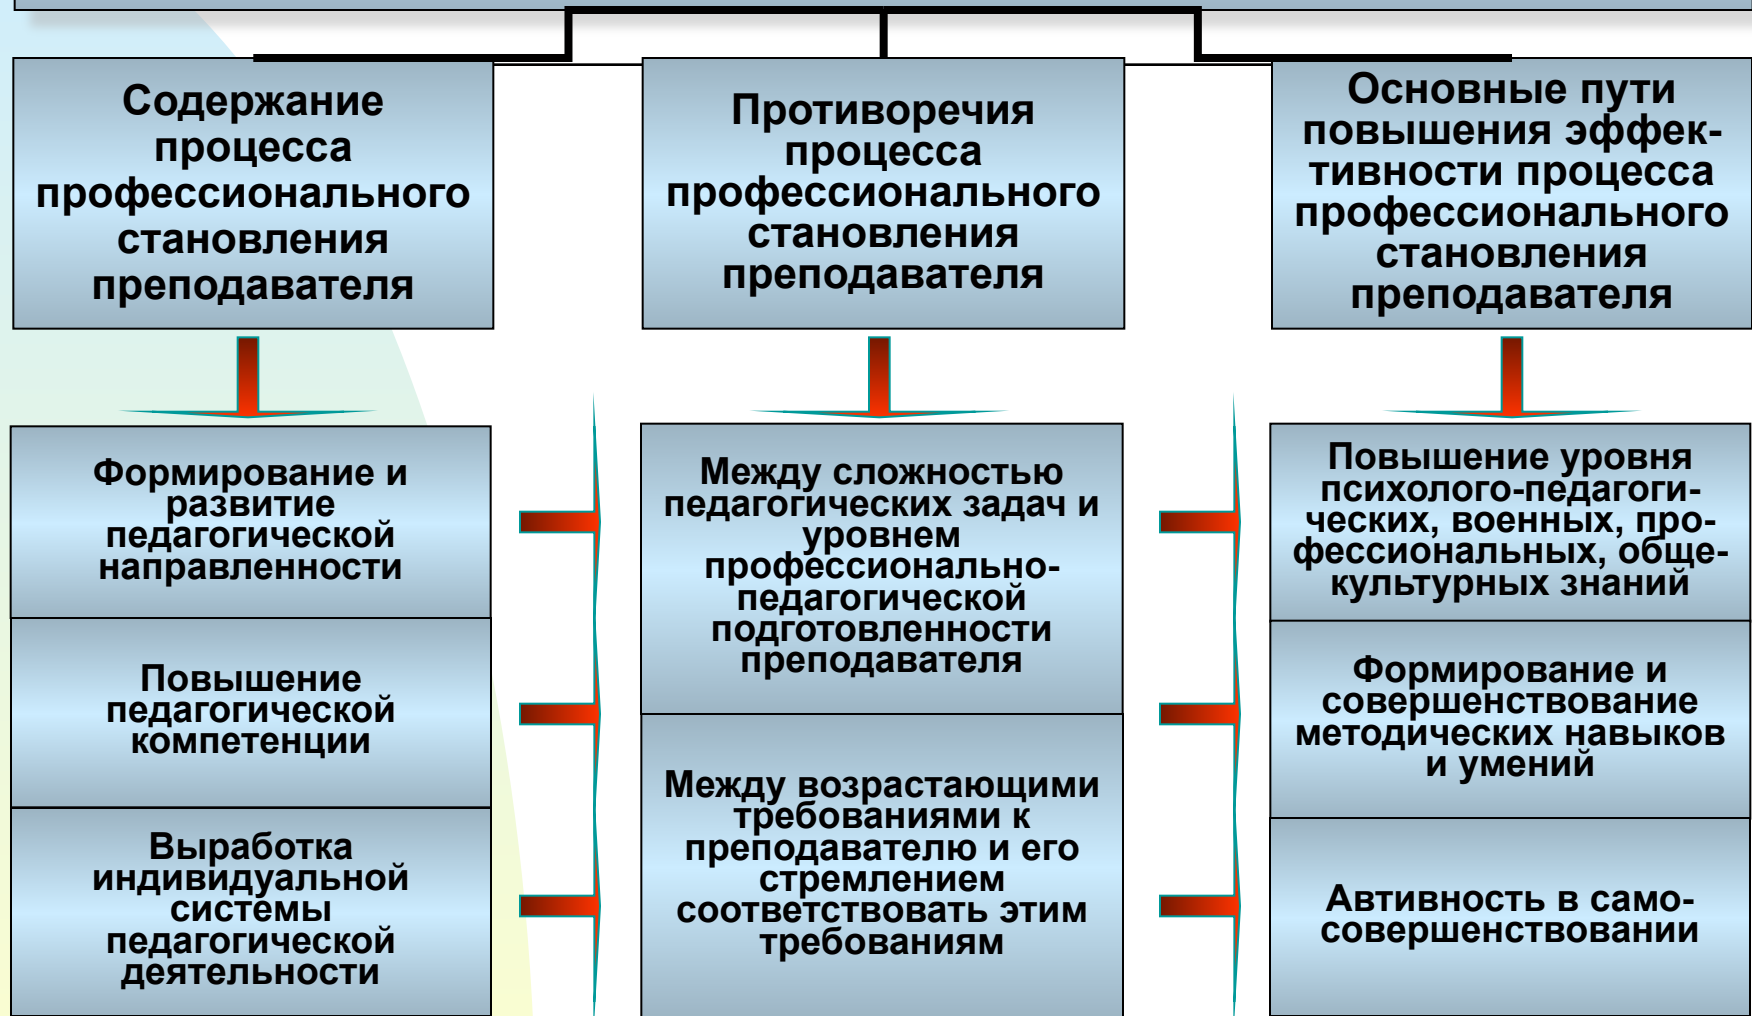 Содержание
процесса
профессионального
становления
преподавателя
Противоречия
процесса
профессионального
становления
преподавателя
Основные пути
повышения эффек-
тивности процесса
профессионального
становления
преподавателя
Формирование и
развитие
педагогической
направленности
Повышение
педагогической
компетенции
Выработка
индивидуальной
системы
педагогической
деятельности
Между сложностью
педагогических задач и
уровнем
профессионально-
педагогической
подготовленности
преподавателя
Между возрастающими
требованиями к
преподавателю и его
стремлением
соответствовать этим
требованиям
Повышение уровня
психолого-педагоги-
ческих, военных, про-
фессиональных, обще-
культурных знаний
Формирование и
совершенствование
методических навыков
и умений
Автивность в само-
совершенствовании